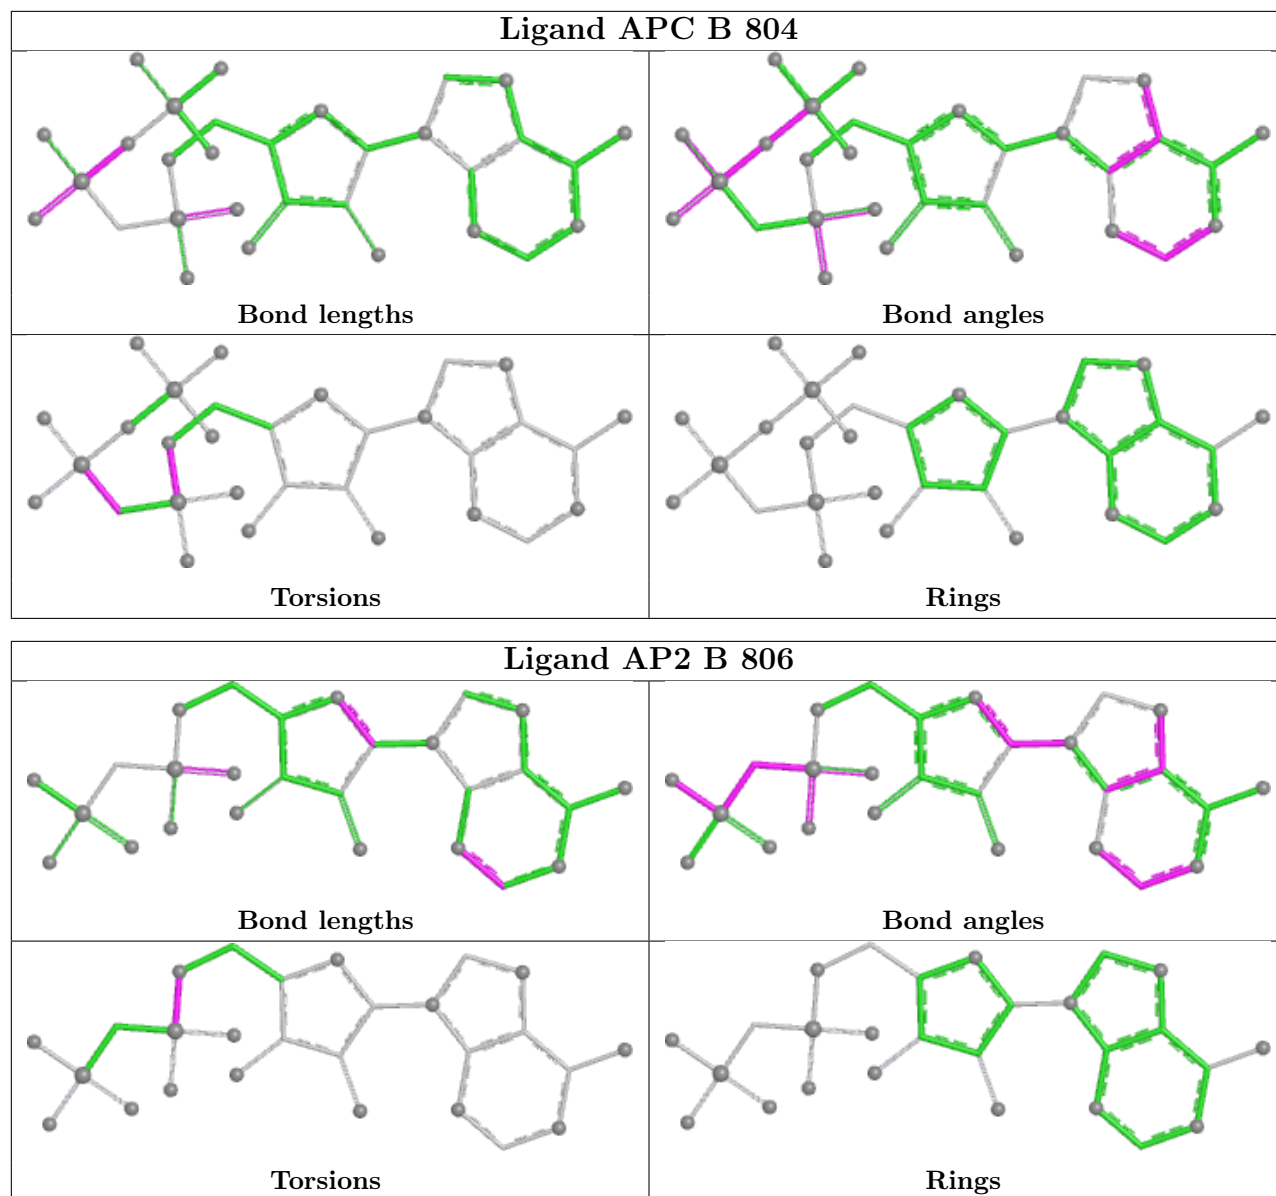 Ligand APC B 804
Bond lengths
Bond angles
Torsions
Rings
Ligand AP2 B 806
Bond lengths
Bond angles
Torsions
Rings